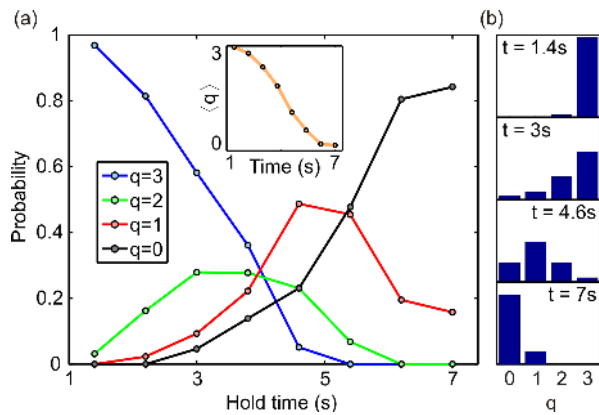 (a)
(b)
Probability
1
0.8
0.6
0.4
0.2
0
1
3
5
7
Hold time (s)
q=3
q=2
q=1
q=0
⟨q⟩
3
0
1
7
Time (s)
t = 1.4s
t = 3s
t = 4.6s
t = 7s
0 1 2 3
q